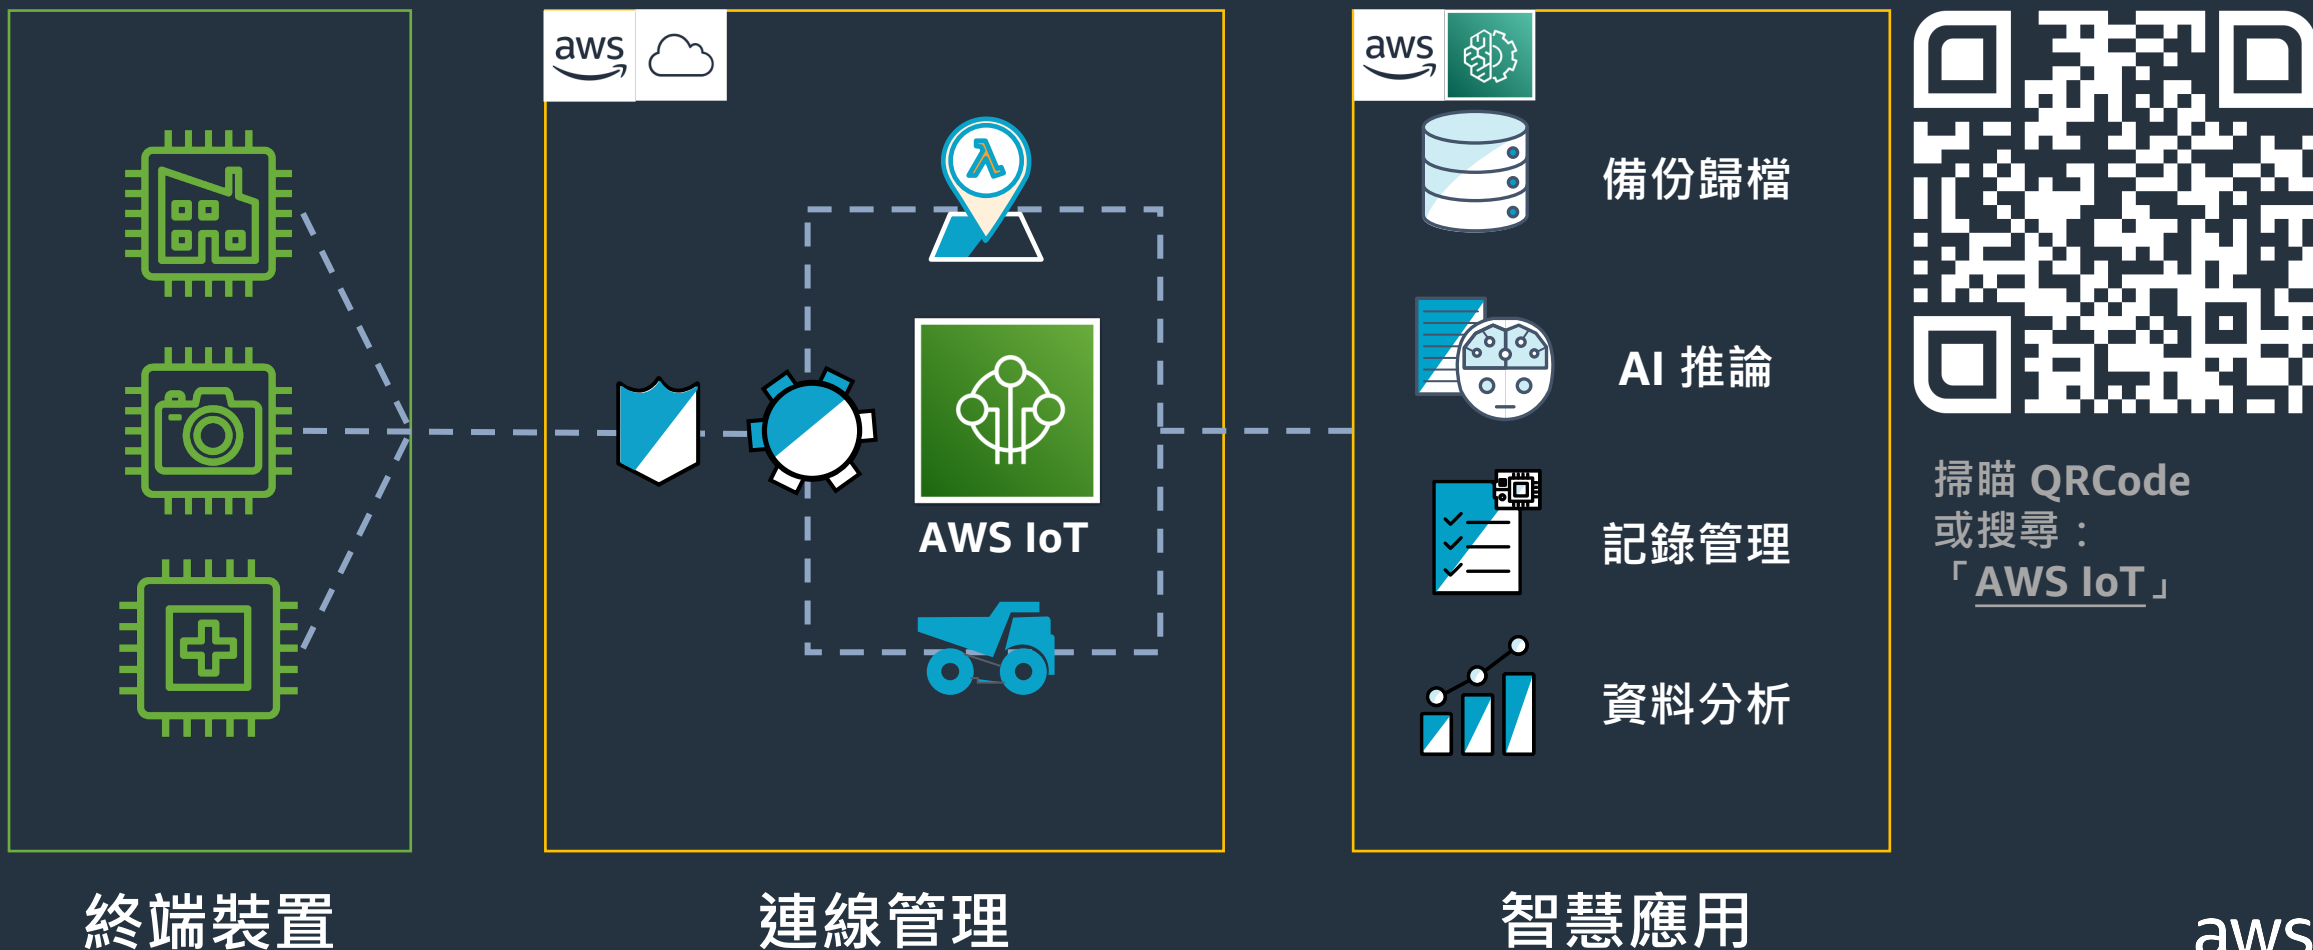 aws
aws
備份歸檔
AI 推論
記錄管理
資料分析
AWS IoT
掃瞄 QRCode
或搜尋：
「AWS IoT」
終端裝置
連線管理
智慧應用
aws